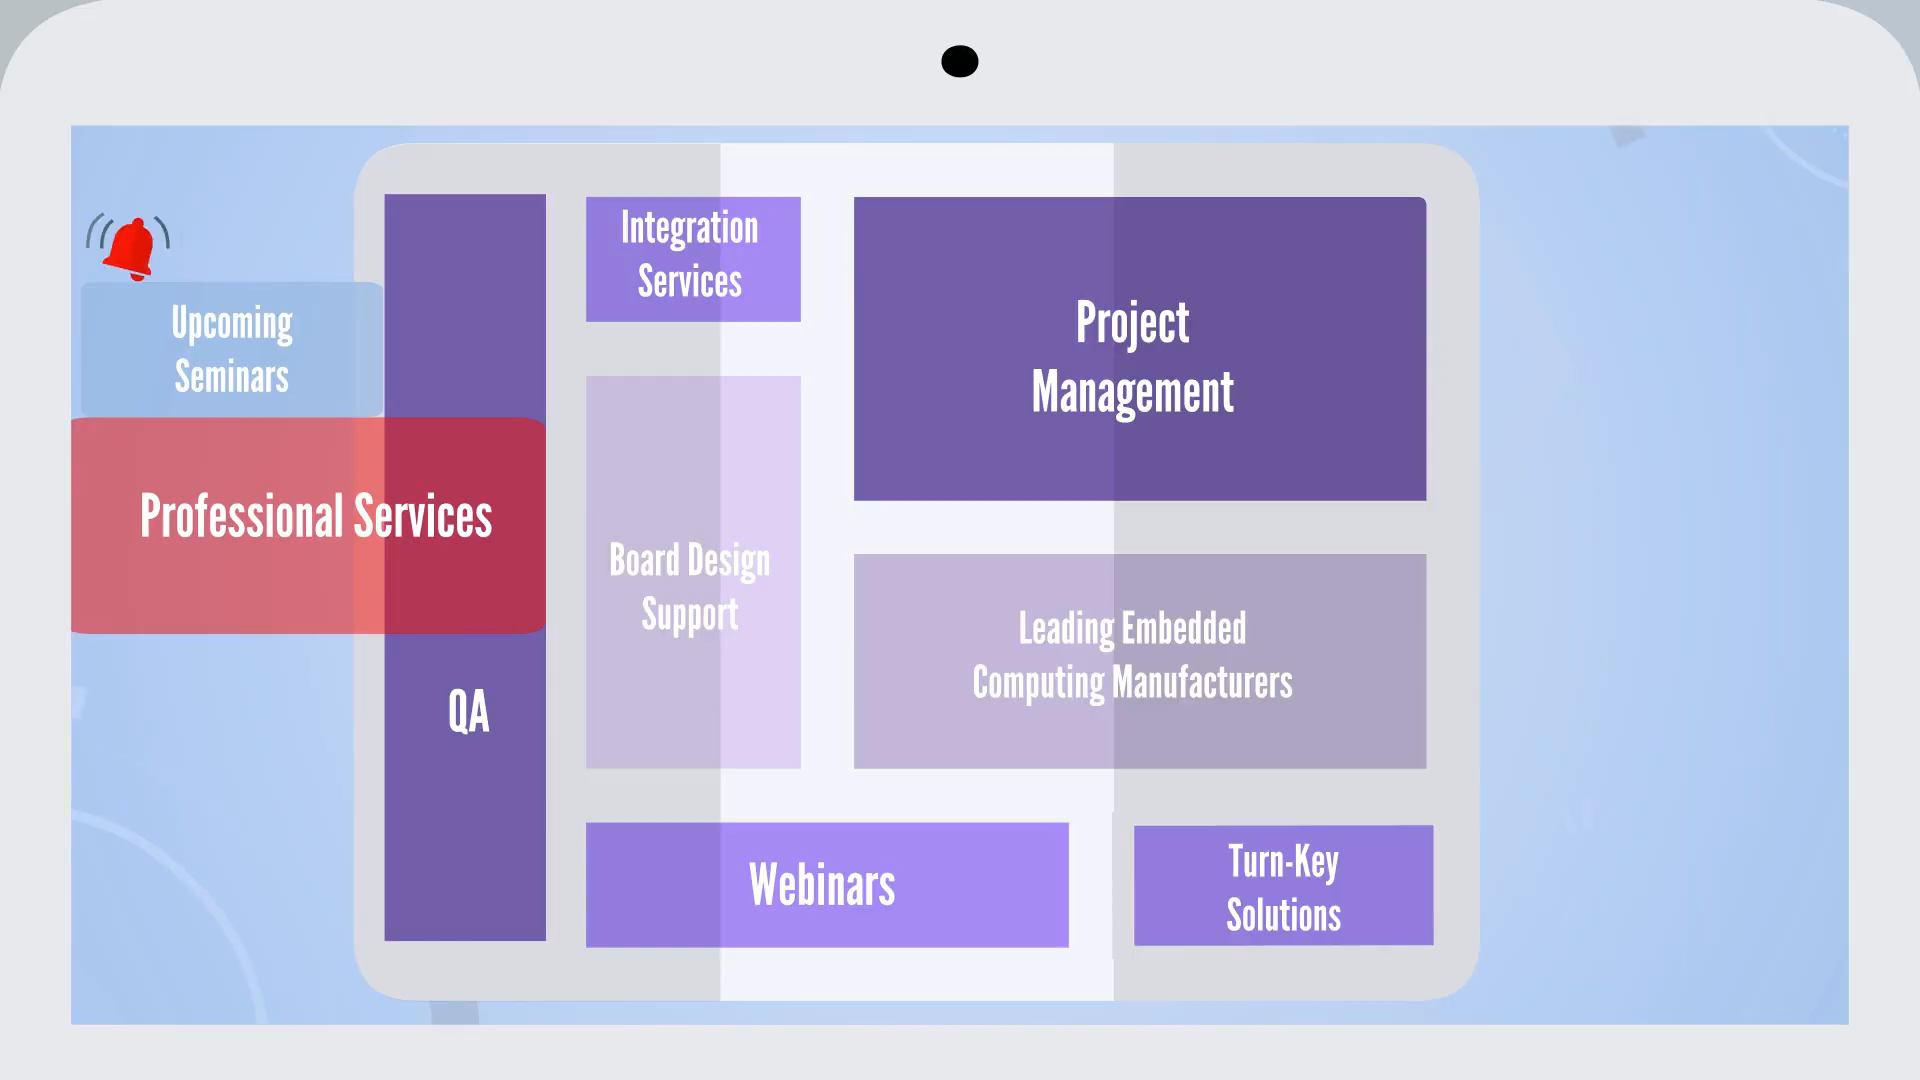 Upcoming
Seminars
Professional Services
QA
Integration
Services
Board Design
Support
Project
Management
Leading Embedded
Computing Manufacturers
Webinars
Turn-Key
Solutions